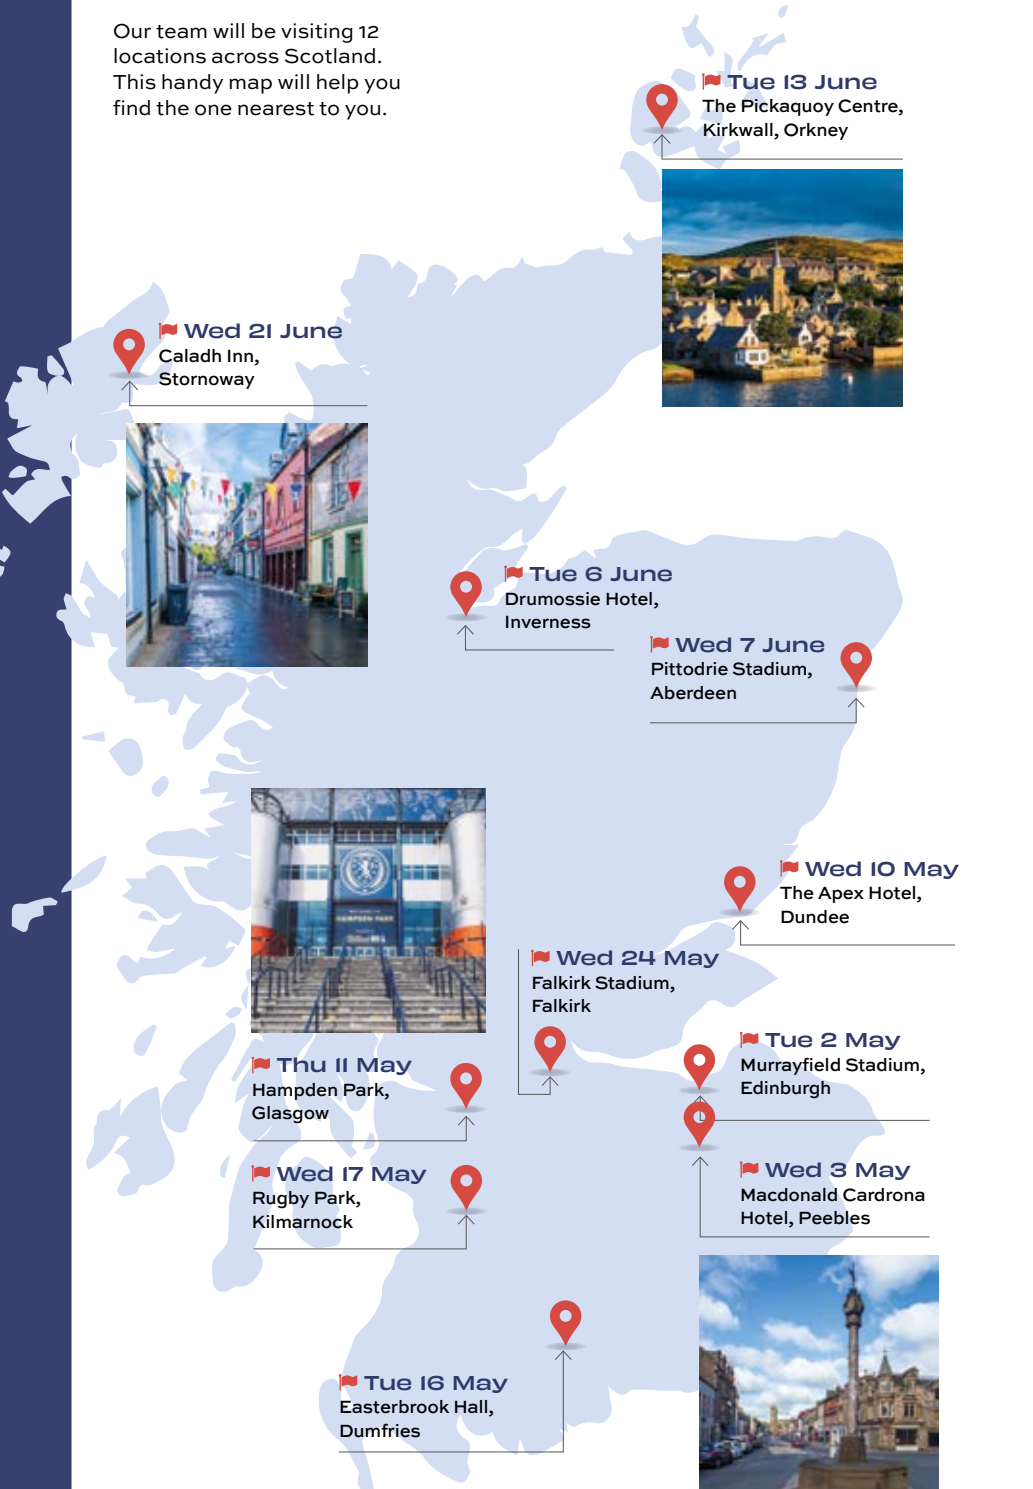 Our team will be visiting 12
locations across Scotland.
This handy map will help you
find the one nearest to you.
Tue 13 June
The Pickaquoy Centre,
Kirkwall, Orkney
Wed 21 June
Caladh Inn,
Stornoway
Tue 6 June
Drumossie Hotel,
Inverness
Wed 7 June
Pittodrie Stadium,
Aberdeen
HAMPDEN PARK
Wed 10 May
The Apex Hotel,
Dundee
Wed 24 May
Falkirk Stadium,
Falkirk
Tue 2 May
Murrayfield Stadium,
Edinburgh
Thu 11 May
Hampden Park,
Glasgow
Wed 17 May
Rugby Park,
Kilmarnock
Wed 3 May
Macdonald Cardrona
Hotel, Peebles
Tue 16 May
Easterbrook Hall,
Dumfries